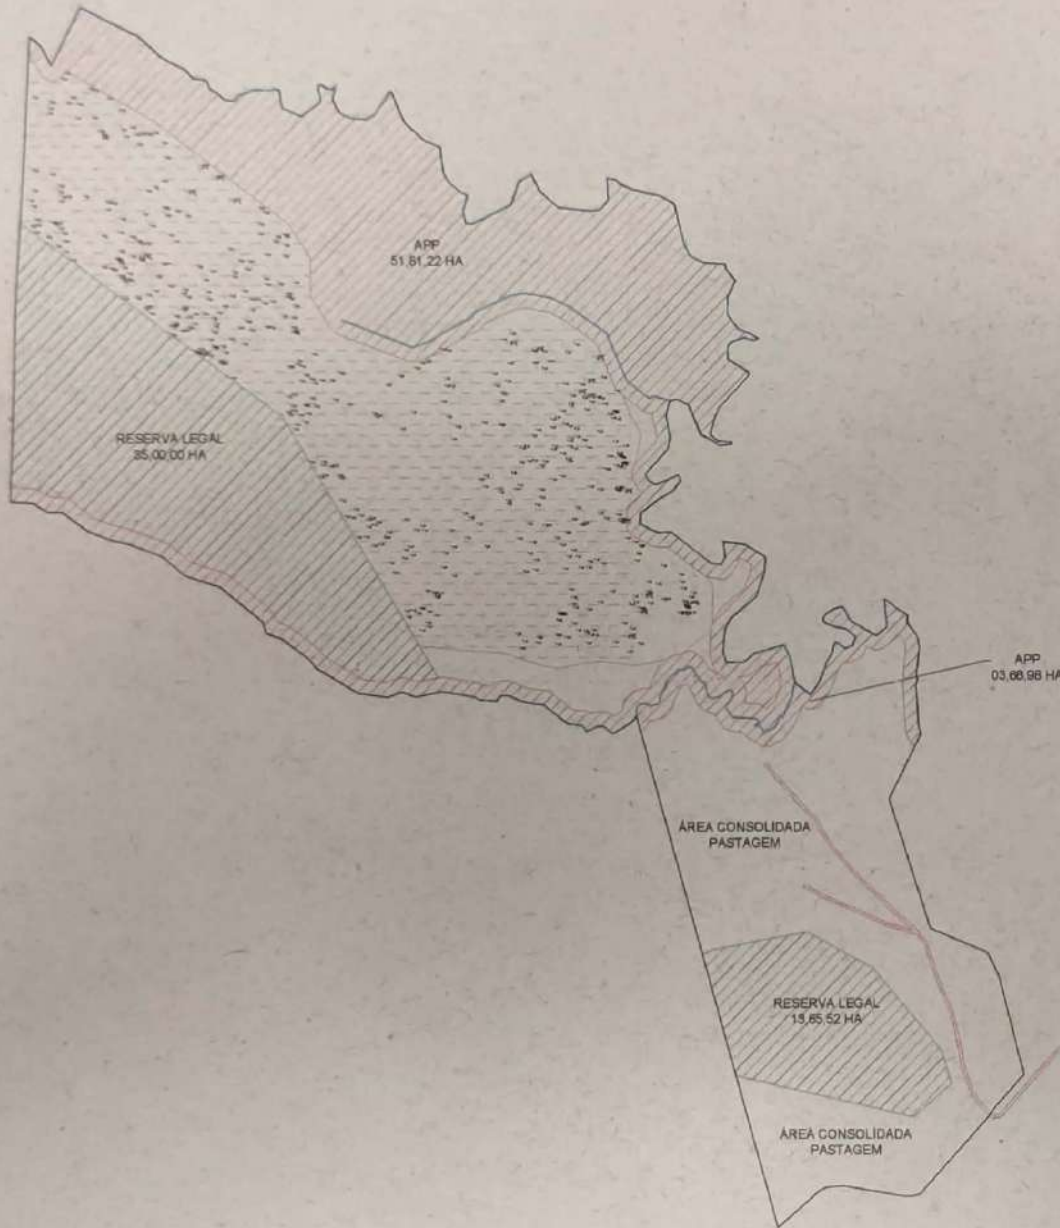 APP
51,81,22 HA
RESERVA LEGAL
35,00,00 HA
APP
03,68,98 HA
ÁREA CONSOLIDADA
PASTAGEM
RESERVA LEGAL
13,65,52 HA
ÁREA CONSOLIDADA
PASTAGEM